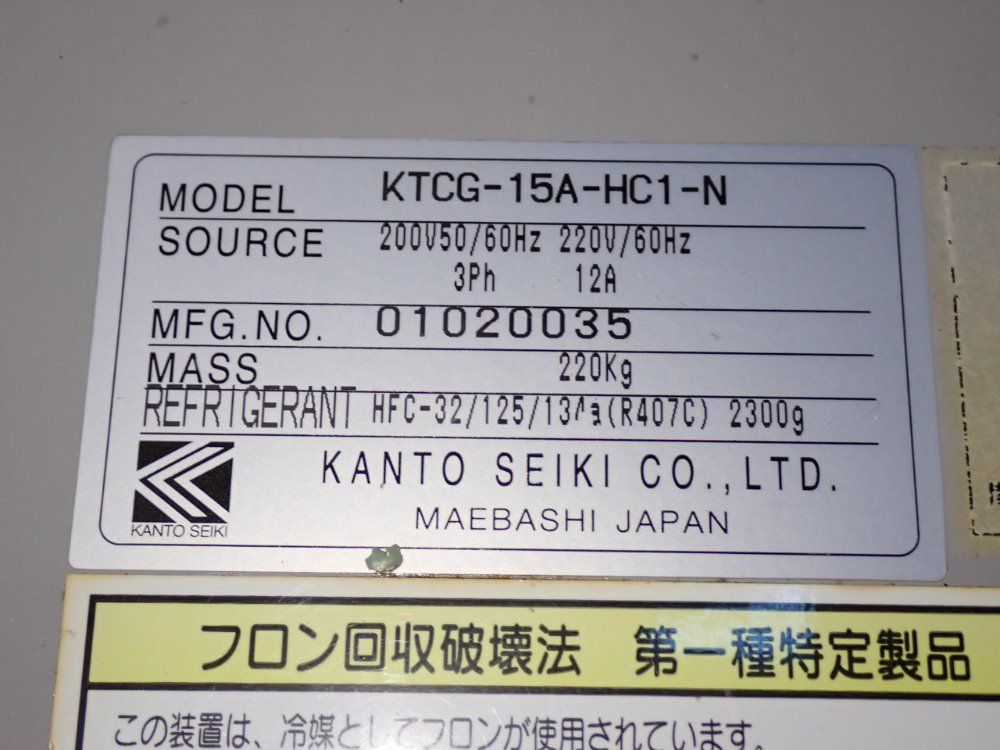 MODEL KTCG-15A-HC1-N
SOURCE 200V50/60Hz 220V/60Hz
3Ph 12A
MFG.NO. 01020035
MASS 220Kg
REFRIGERANT HFC-32/125/134a(R407C) 2300g
KANTO SEIKI CO.,LTD.
KANTO SEIKI
MAEBASHI JAPAN
フロン回収破壊法 第一種特定製品
この装置は、冷媒としてフロンが使用されています。